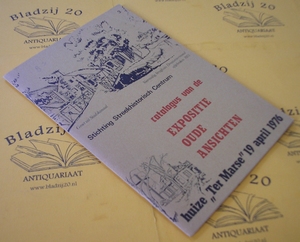 Bladzij 20
ANTIQUARIAAT
Stichting Streekhistorisch Centrum
catalogus van de
EXPOSITIE
OUDE
ANSICHTEN
huize „Ter Marse" 19 april 1976
Bladzij 20
ANTIQUARIAAT
www.bladzij20.nl
Bladzij 20
ANTIQUARIAAT